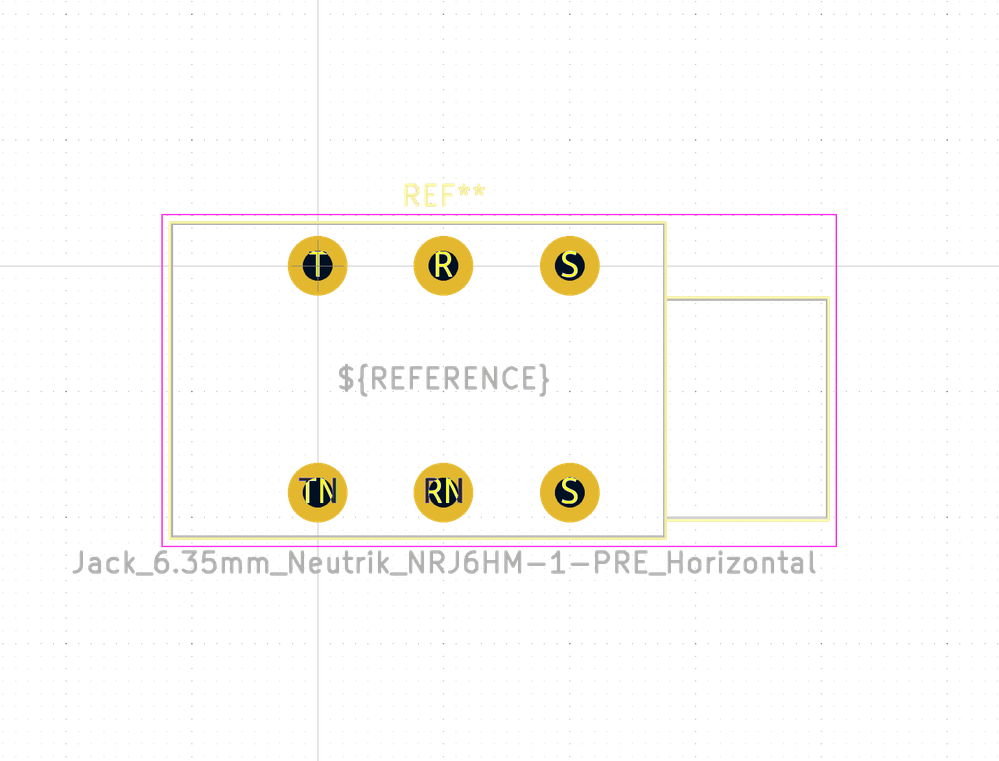 REF**
T R S
${REFERENCE}
TN RN S
Jack_6.35mm_Neutrik_NRJ6HM-1-PRE_Horizontal